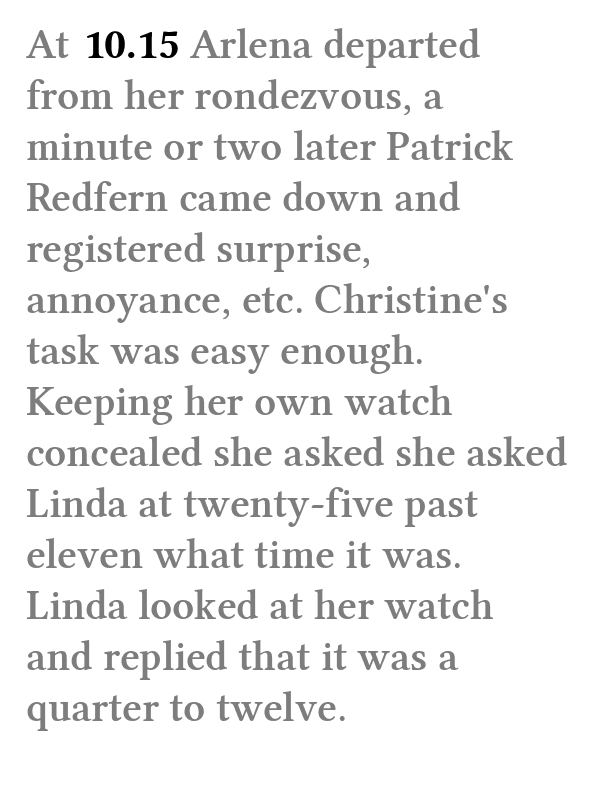 At 10.15 Arlena departed
from her rondezvous, a
minute or two later Patrick
Redfern came down and
registered surprise,
annoyance, etc. Christine's
task was easy enough.
Keeping her own watch
concealed she asked she asked
Linda at twenty-five past
eleven what time it was.
Linda looked at her watch
and replied that it was a
quarter to twelve.